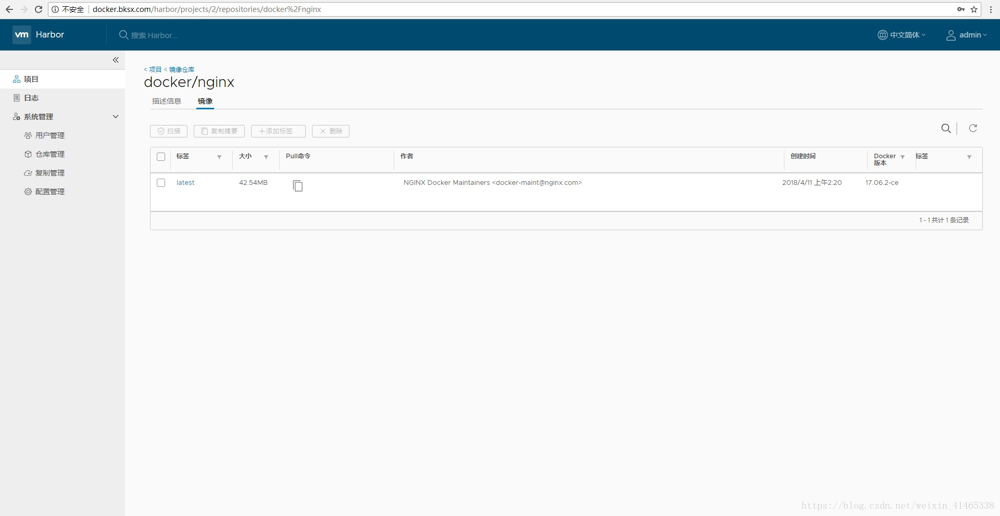 不安全 docker.bksx.com/harbor/projects/2/repositories/docker%2Fnginx
vm Harbor
搜索 Harbor...
中文简体
admin
项目
日志
系统管理
用户管理
仓库管理
复制管理
配置管理
< 项目 < 镜像仓库
docker/nginx
描述信息 镜像
扫描 复制摘要 +添加标签 × 删除
标签 大小 Pull命令 作者 创建时间 Docker 版本 标签
latest 42.54MB NGINX Docker Maintainers <docker-maint@nginx.com> 2018/4/11 上午2:20 17.06.2-ce
1 - 1 共计 1 条记录
https://blog.csdn.net/weixin_41465338